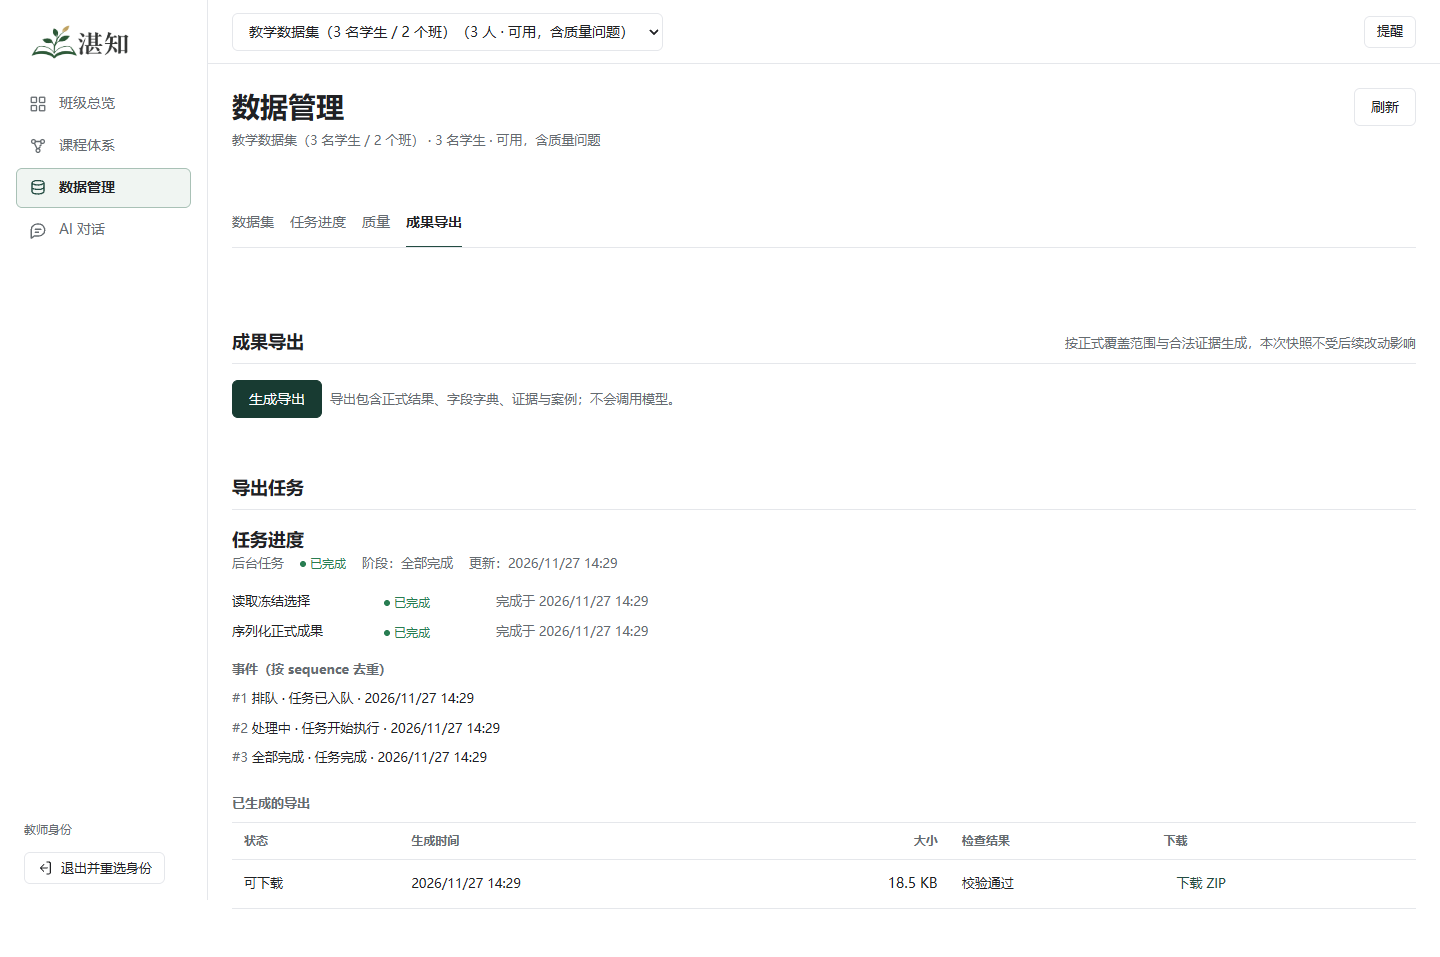 湛知
班级总览
课程体系
数据管理
AI 对话
教师身份
退出并重选身份
教学数据集（3 名学生 / 2 个班）（3 人 · 可用，含质量问题）
提醒
数据管理
刷新
教学数据集（3 名学生 / 2 个班） · 3 名学生 · 可用，含质量问题
数据集 任务进度 质量 成果导出
成果导出
按正式覆盖范围与合法证据生成，本次快照不受后续改动影响
生成导出 导出包含正式结果、字段字典、证据与案例；不会调用模型。
导出任务
任务进度
后台任务 已完成 阶段：全部完成 更新：2026/11/27 14:29
读取冻结选择 已完成 完成于 2026/11/27 14:29
序列化正式成果 已完成 完成于 2026/11/27 14:29
事件（按 sequence 去重）
#1 排队 · 任务已入队 · 2026/11/27 14:29
#2 处理中 · 任务开始执行 · 2026/11/27 14:29
#3 全部完成 · 任务完成 · 2026/11/27 14:29
已生成的导出
状态 生成时间 大小 检查结果 下载
可下载 2026/11/27 14:29 18.5 KB 校验通过 下载 ZIP